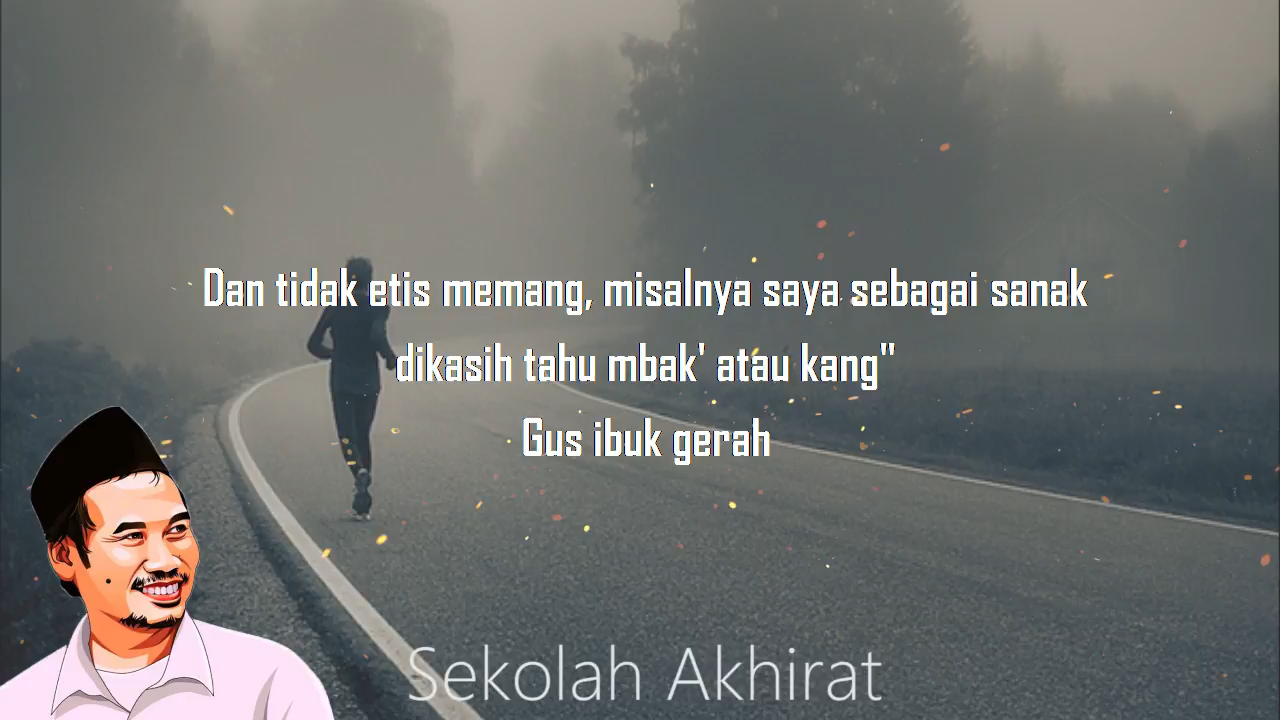 Dan tidak etis memang, misalnya saya sebagai sanak
dikasih tahu mbak' atau kang"
Gus ibuk gerah
Sekolah Akhirat